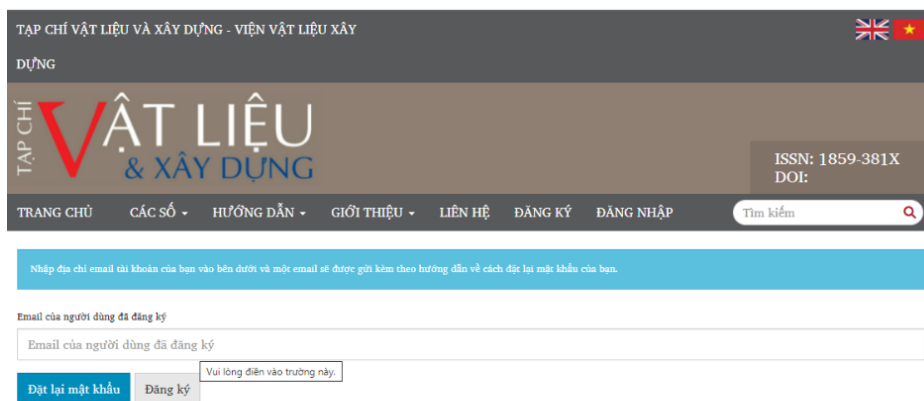 TẠP CHÍ VẬT LIỆU VÀ XÂY DỰNG - VIỆN VẬT LIỆU XÂY
DỰNG
TẠP CHÍ
VẬT LIỆU
& XÂY DỰNG
ISSN: 1859-381X
DOI:
TRANG CHỦ CÁC SỐ HƯỚNG DẪN GIỚI THIỆU LIÊN HỆ ĐĂNG KÝ ĐĂNG NHẬP Tìm kiếm
Nhập địa chỉ email tài khoản của bạn vào bên dưới và một email sẽ được gửi kèm theo hướng dẫn về cách đặt lại mật khẩu của bạn.
Email của người dùng đã đăng ký
Email của người dùng đã đăng ký
Vui lòng điền vào trường này.
Đặt lại mật khẩu Đăng ký